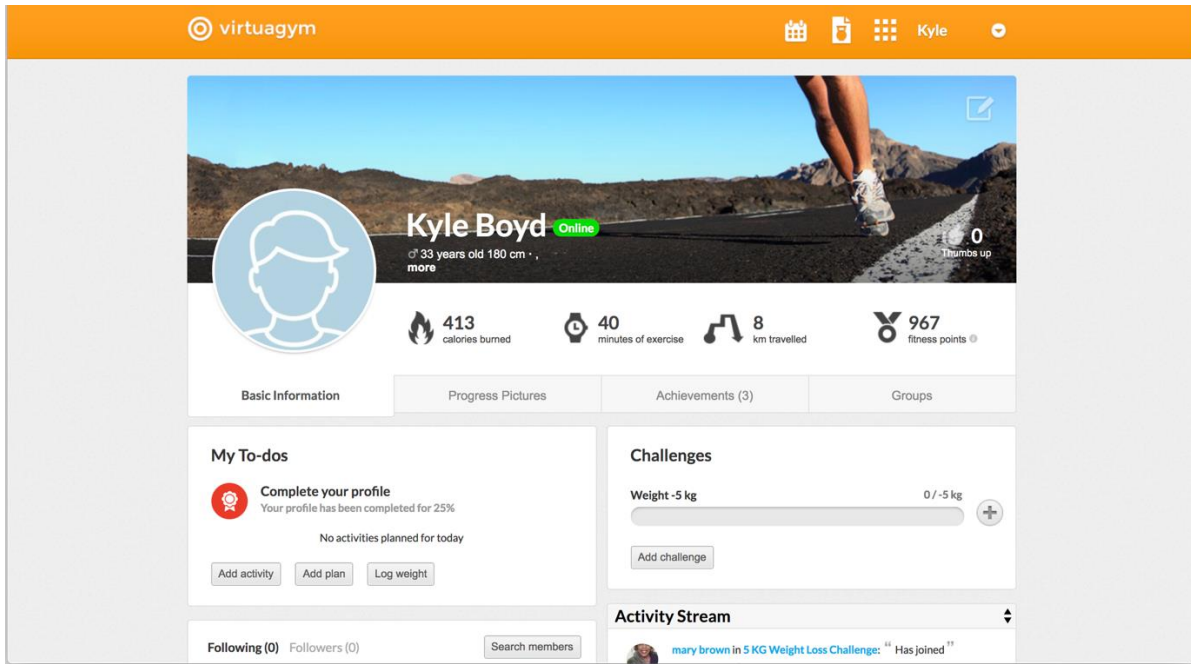 virtuagym
Kyle
Kyle Boyd Online
33 years old 180 cm · ,
more
0
Thumbs up
413
calories burned
40
minutes of exercise
8
km travelled
967
fitness points
Basic Information
Progress Pictures
Achievements (3)
Groups
My To-dos
Complete your profile
Your profile has been completed for 25%
No activities planned for today
Add activity
Add plan
Log weight
Challenges
Weight -5 kg
0 / -5 kg
Add challenge
Following (0) Followers (0)
Search members
Activity Stream
mary brown in 5 KG Weight Loss Challenge: “ Has joined ”